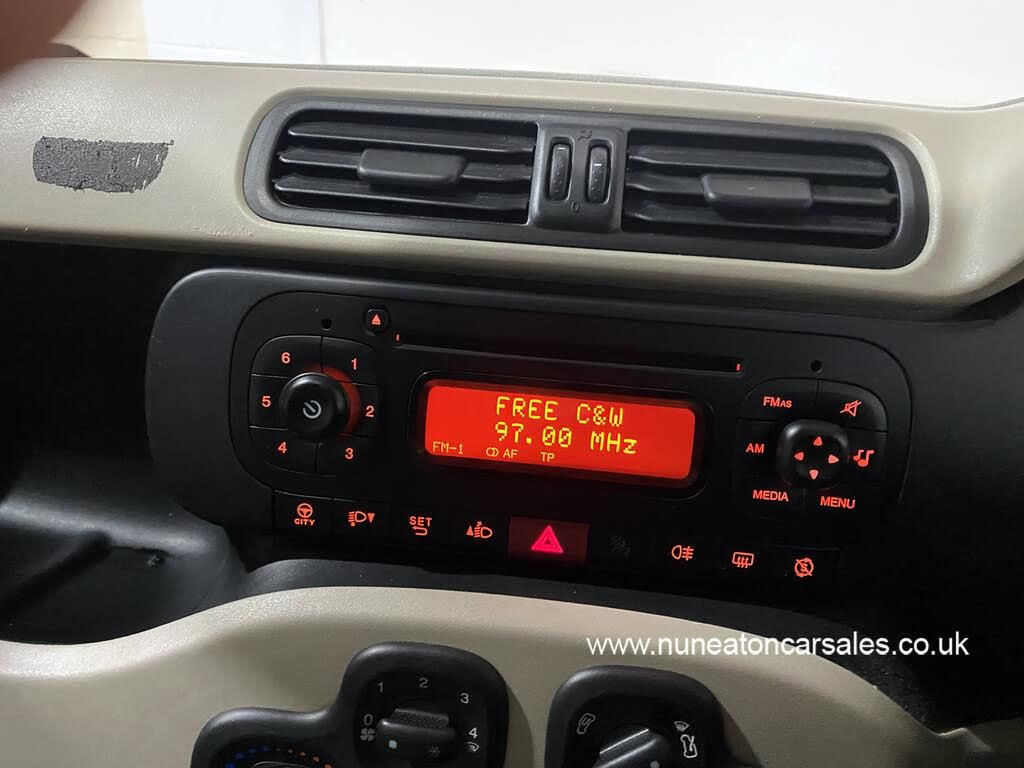 6
1
5
2
4
3
FREE C&W
97.00 MHz
FM-1 AF TP
FMAS
AM
MEDIA
MENU
CITY
SET
www.nuneatoncarsales.co.uk
0
0
1
2
3
4